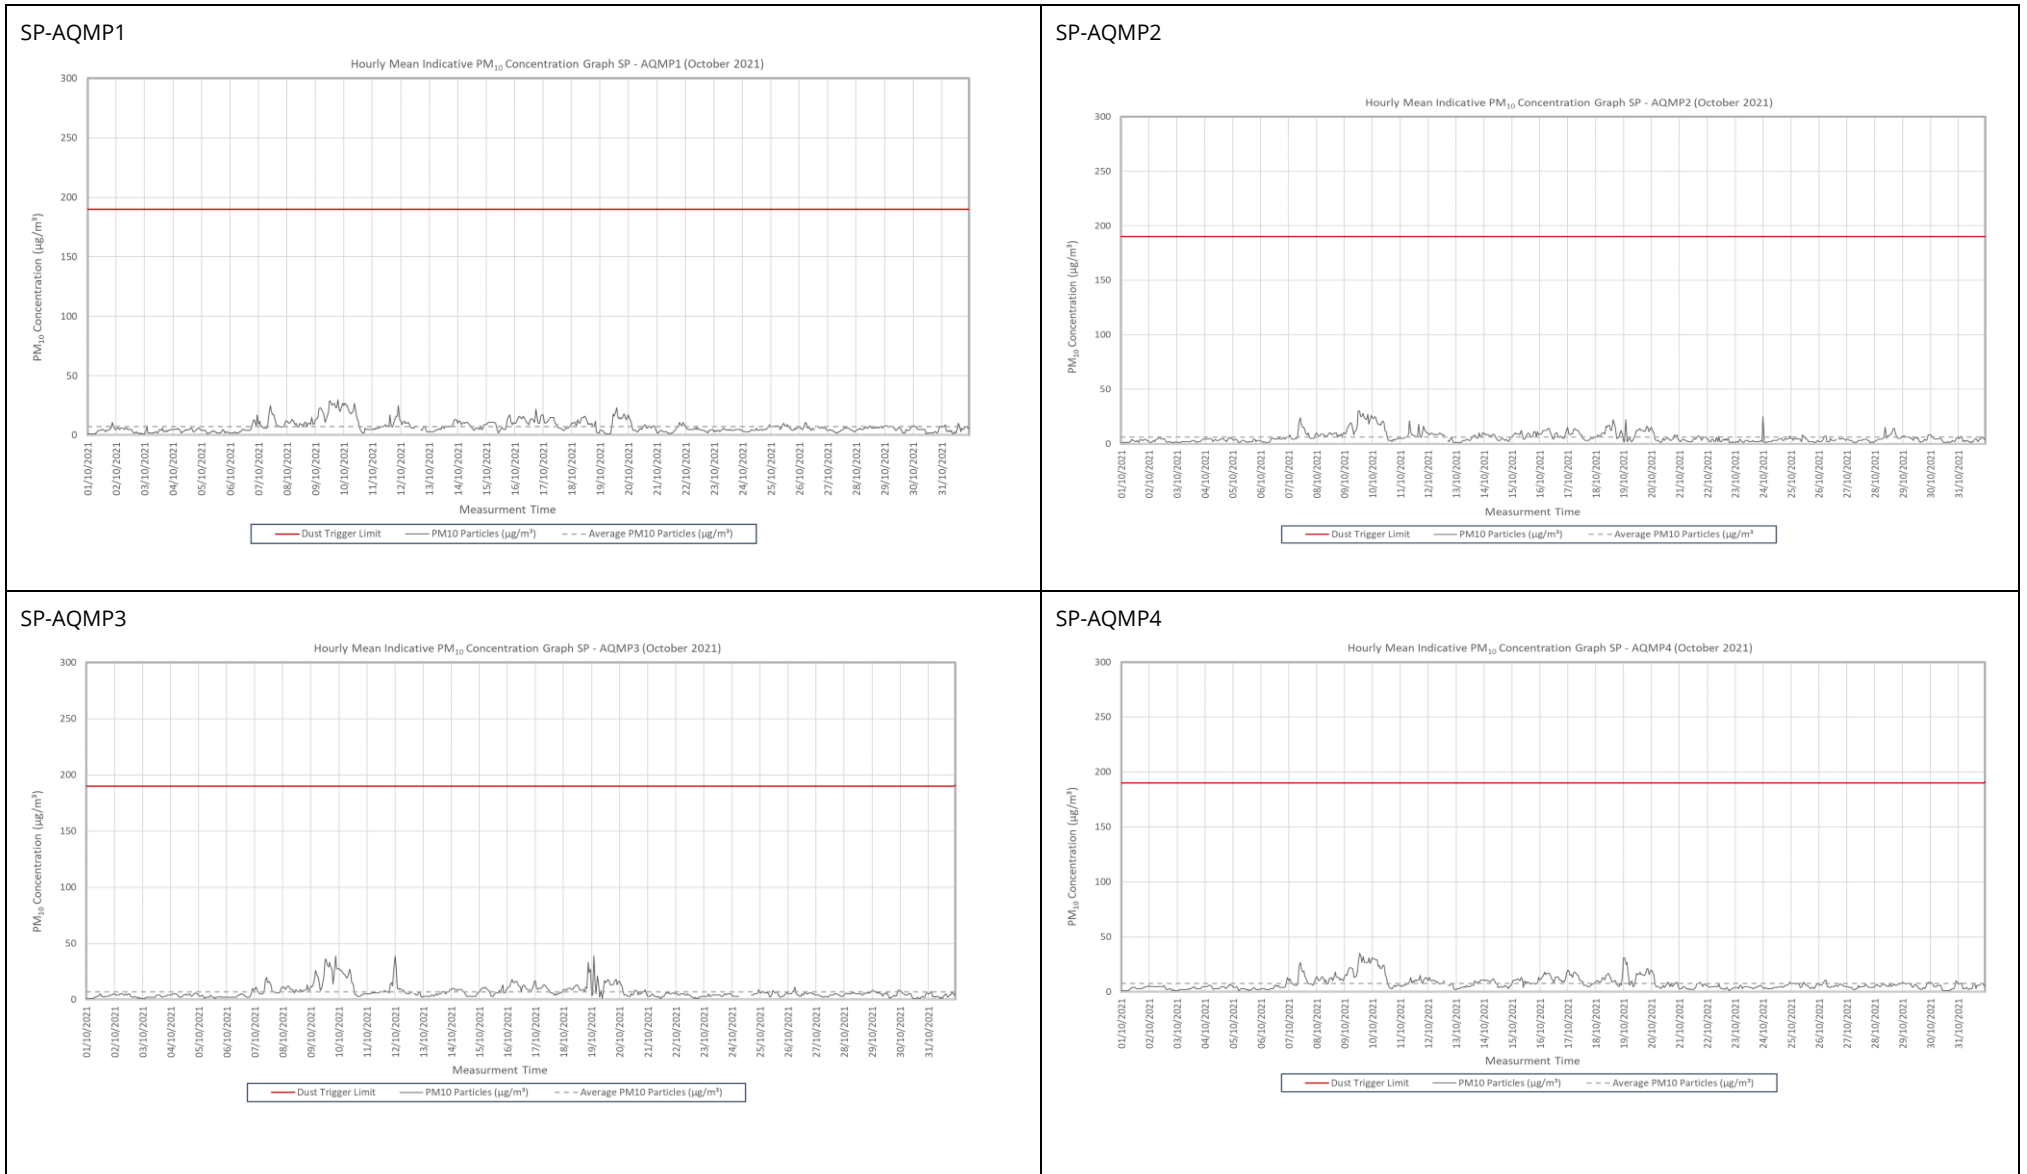 SP-AQMP1
Hourly Mean Indicative PM₁₀ Concentration Graph SP - AQMP1 (October 2021)
300
250
200
150
100
50
0
PM₁₀ Concentration (µg/m³)
01/10/2021 02/10/2021 03/10/2021 04/10/2021 05/10/2021 06/10/2021 07/10/2021 08/10/2021 09/10/2021 10/10/2021 11/10/2021 12/10/2021 13/10/2021 14/10/2021 15/10/2021 16/10/2021 17/10/2021 18/10/2021 19/10/2021 20/10/2021 21/10/2021 22/10/2021 23/10/2021 24/10/2021 25/10/2021 26/10/2021 27/10/2021 28/10/2021 29/10/2021 30/10/2021 31/10/2021
Measurment Time
Dust Trigger Limit PM10 Particles (µg/m³) Average PM10 Particles (µg/m³)
SP-AQMP2
Hourly Mean Indicative PM₁₀ Concentration Graph SP - AQMP2 (October 2021)
300
250
200
150
100
50
0
PM₁₀ Concentration (µg/m³)
01/10/2021 02/10/2021 03/10/2021 04/10/2021 05/10/2021 06/10/2021 07/10/2021 08/10/2021 09/10/2021 10/10/2021 11/10/2021 12/10/2021 13/10/2021 14/10/2021 15/10/2021 16/10/2021 17/10/2021 18/10/2021 19/10/2021 20/10/2021 21/10/2021 22/10/2021 23/10/2021 24/10/2021 25/10/2021 26/10/2021 27/10/2021 28/10/2021 29/10/2021 30/10/2021 31/10/2021
Measurment Time
Dust Trigger Limit PM10 Particles (µg/m³) Average PM10 Particles (µg/m³
SP-AQMP3
Hourly Mean Indicative PM₁₀ Concentration Graph SP - AQMP3 (October 2021)
300
250
200
150
100
50
0
PM₁₀ Concentration (µg/m³)
01/10/2021 02/10/2021 03/10/2021 04/10/2021 05/10/2021 06/10/2021 07/10/2021 08/10/2021 09/10/2021 10/10/2021 11/10/2021 12/10/2021 13/10/2021 14/10/2021 15/10/2021 16/10/2021 17/10/2021 18/10/2021 19/10/2021 20/10/2021 21/10/2021 22/10/2021 23/10/2021 24/10/2021 25/10/2021 26/10/2021 27/10/2021 28/10/2021 29/10/2021 30/10/2021 31/10/2021
Measurment Time
Dust Trigger Limit PM10 Particles (µg/m³) Average PM10 Particles (µg/m³)
SP-AQMP4
Hourly Mean Indicative PM₁₀ Concentration Graph SP - AQMP4 (October 2021)
300
250
200
150
100
50
0
PM₁₀ Concentration (µg/m³)
01/10/2021 02/10/2021 03/10/2021 04/10/2021 05/10/2021 06/10/2021 07/10/2021 08/10/2021 09/10/2021 10/10/2021 11/10/2021 12/10/2021 13/10/2021 14/10/2021 15/10/2021 16/10/2021 17/10/2021 18/10/2021 19/10/2021 20/10/2021 21/10/2021 22/10/2021 23/10/2021 24/10/2021 25/10/2021 26/10/2021 27/10/2021 28/10/2021 29/10/2021 30/10/2021 31/10/2021
Measurment Time
Dust Trigger Limit PM10 Particles (µg/m³) Average PM10 Particles (µg/m³)